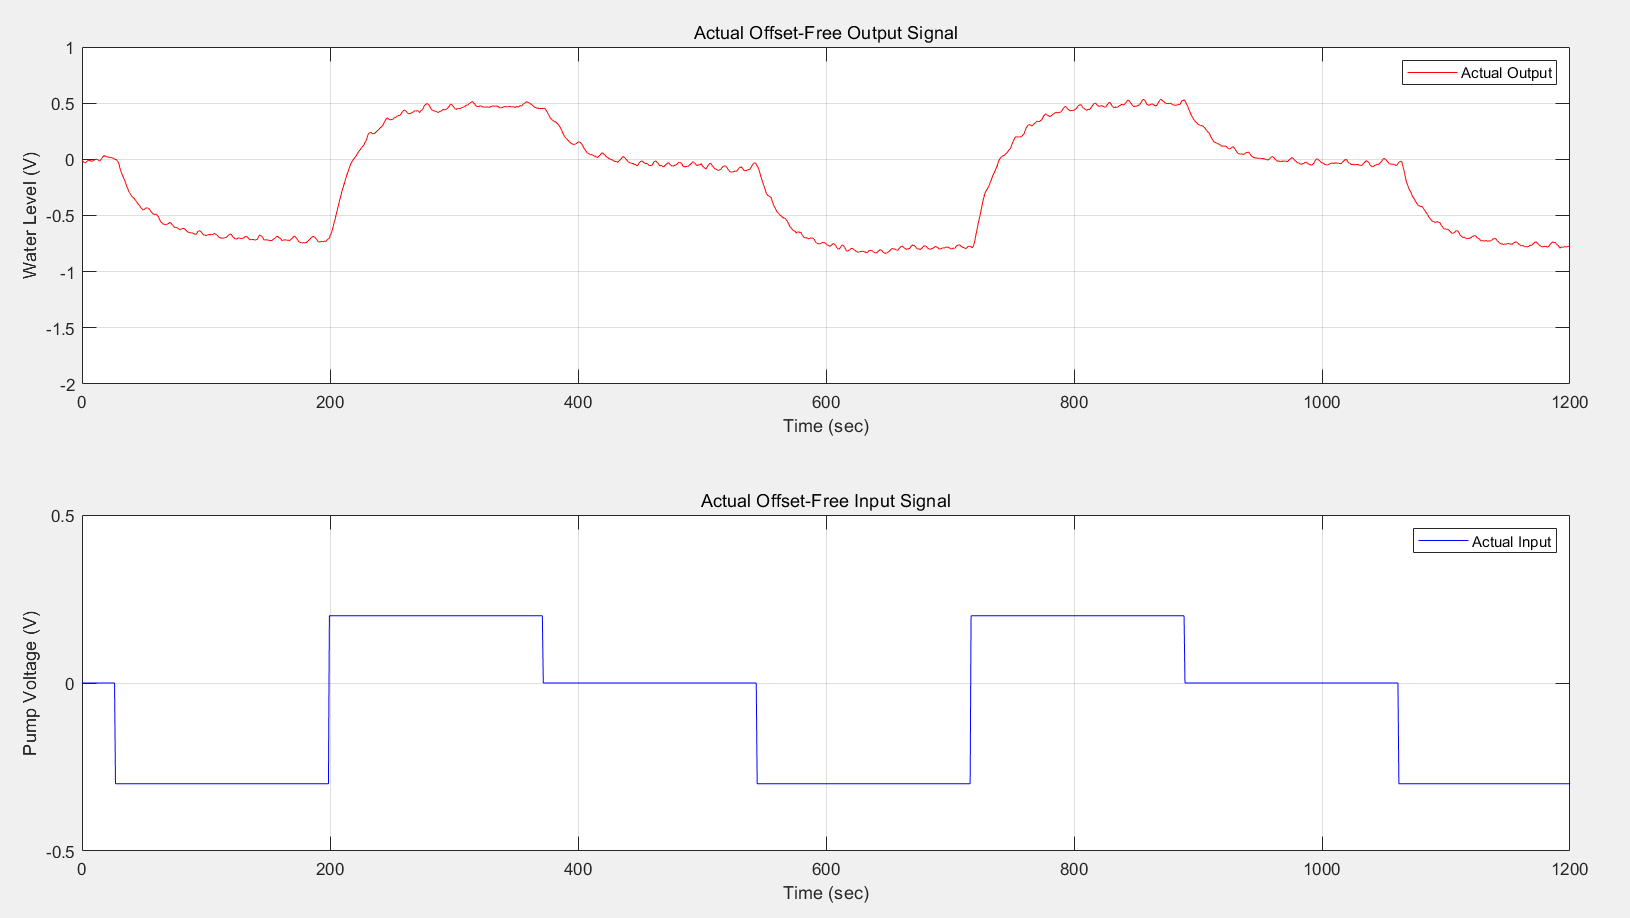 Actual Offset-Free Output Signal
1
0.5
0
-0.5
-1
-1.5
-2
Water Level (V)
Actual Output
0 200 400 600 800 1000 1200
Time (sec)
Actual Offset-Free Input Signal
0.5
0
-0.5
Pump Voltage (V)
Actual Input
0 200 400 600 800 1000 1200
Time (sec)